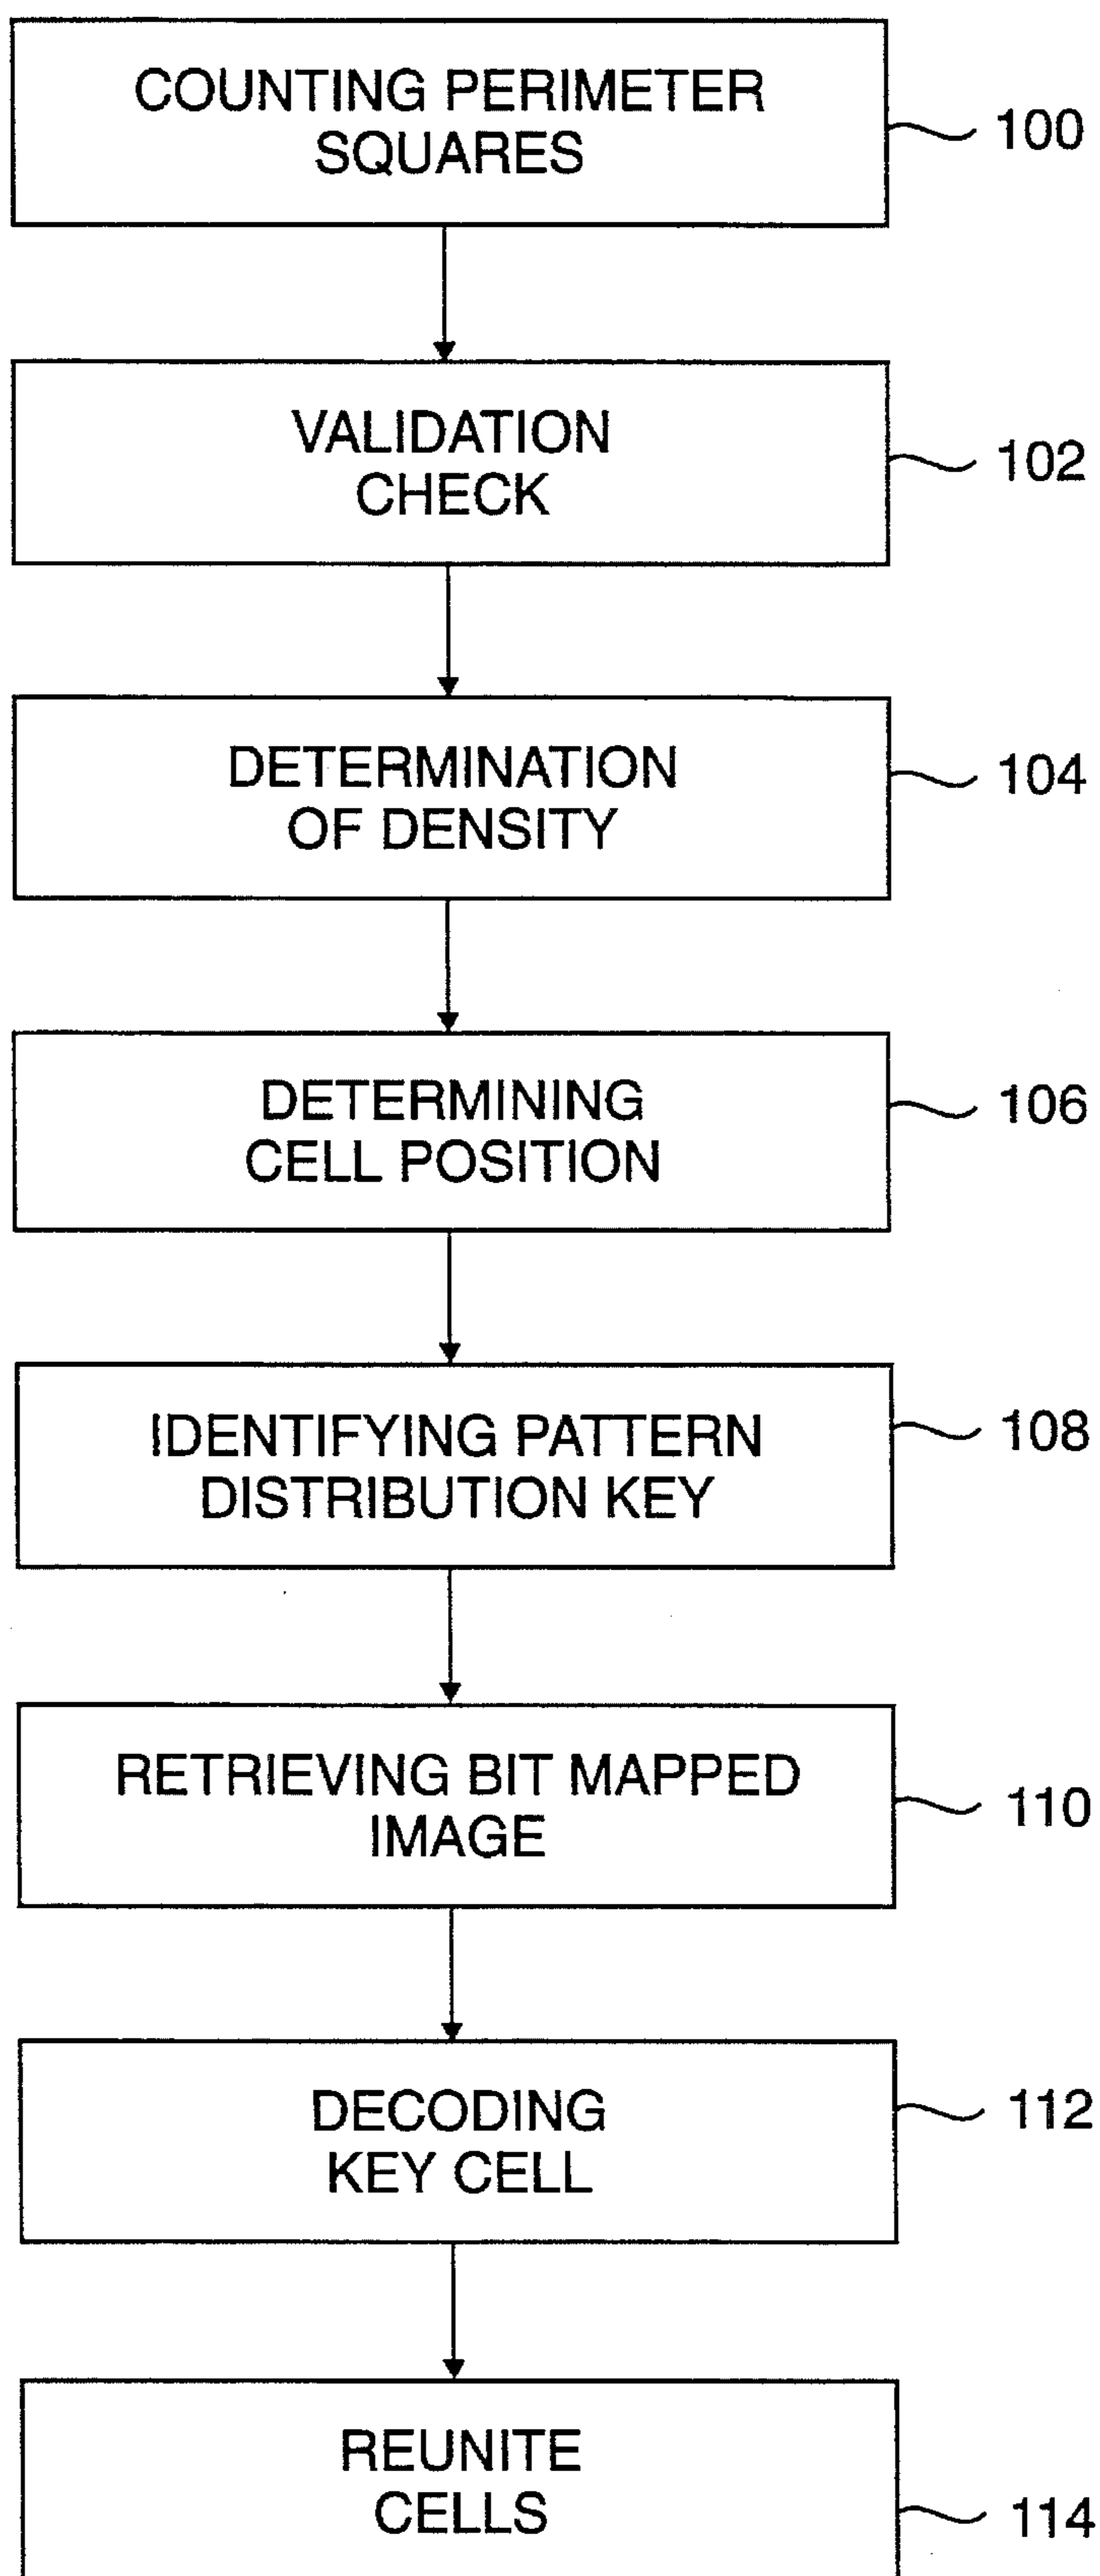 COUNTING PERIMETER
SQUARES
100
VALIDATION
CHECK
102
DETERMINATION
OF DENSITY
104
DETERMINING
CELL POSITION
106
IDENTIFYING PATTERN
DISTRIBUTION KEY
108
RETRIEVING BIT MAPPED
IMAGE
110
DECODING
KEY CELL
112
REUNITE
CELLS
114